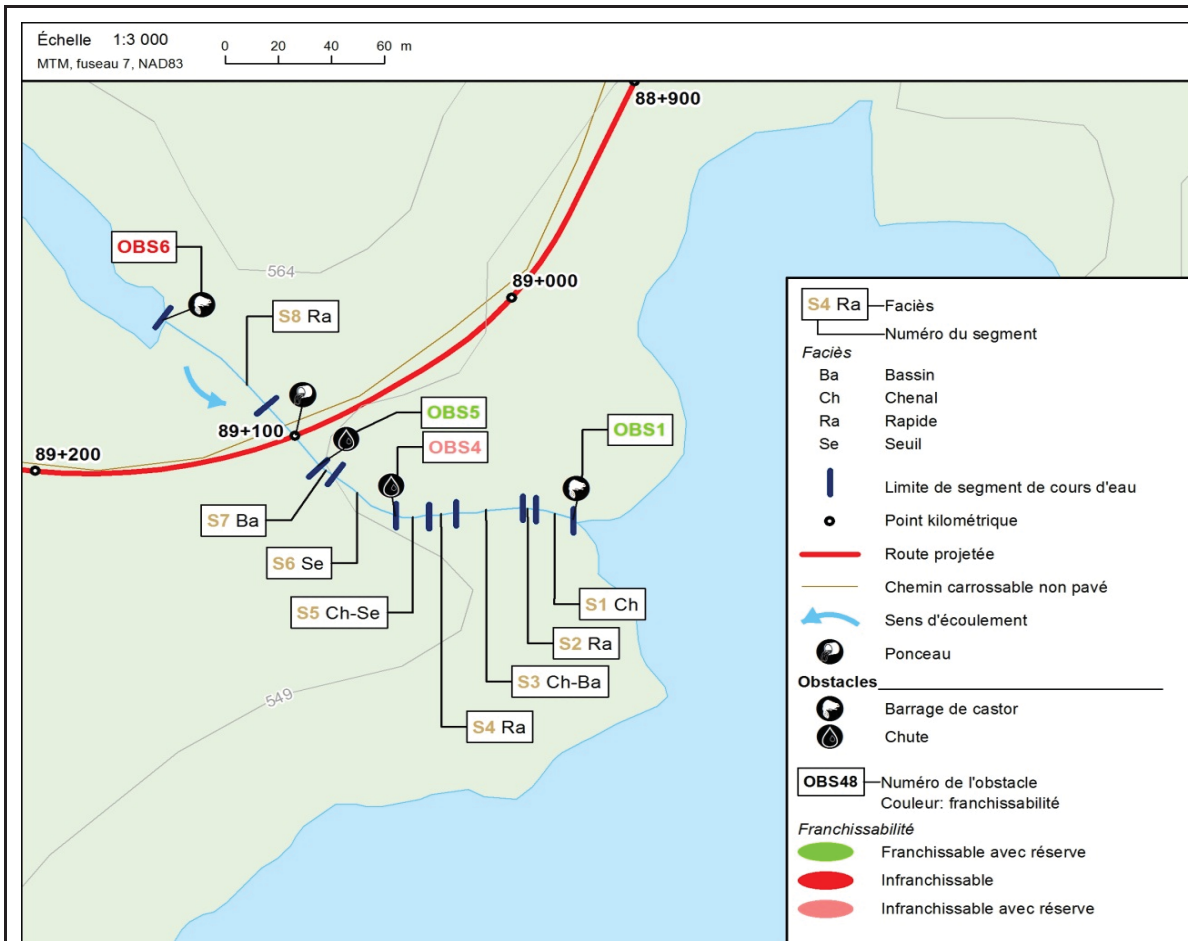 Échelle 1:3 000
MTM, fuseau 7, NAD83
0 20 40 60 m
88+900
OBS6
564
89+000
S8 Ra
OBS5
89+100
OBS4
OBS1
89+200
S7 Ba
S6 Se
S5 Ch-Se
S1 Ch
S2 Ra
S3 Ch-Ba
549
S4 Ra
S4 Ra
Faciès
Numéro du segment
Faciès
Ba Bassin
Ch Chenal
Ra Rapide
Se Seuil
Limite de segment de cours d'eau
Point kilométrique
Route projetée
Chemin carrossable non pavé
Sens d'écoulement
Ponceau
Obstacles
Barrage de castor
Chute
OBS48
Numéro de l'obstacle
Couleur: franchissabilité
Franchissabilité
Franchissable avec réserve
Infranchissable
Infranchissable avec réserve